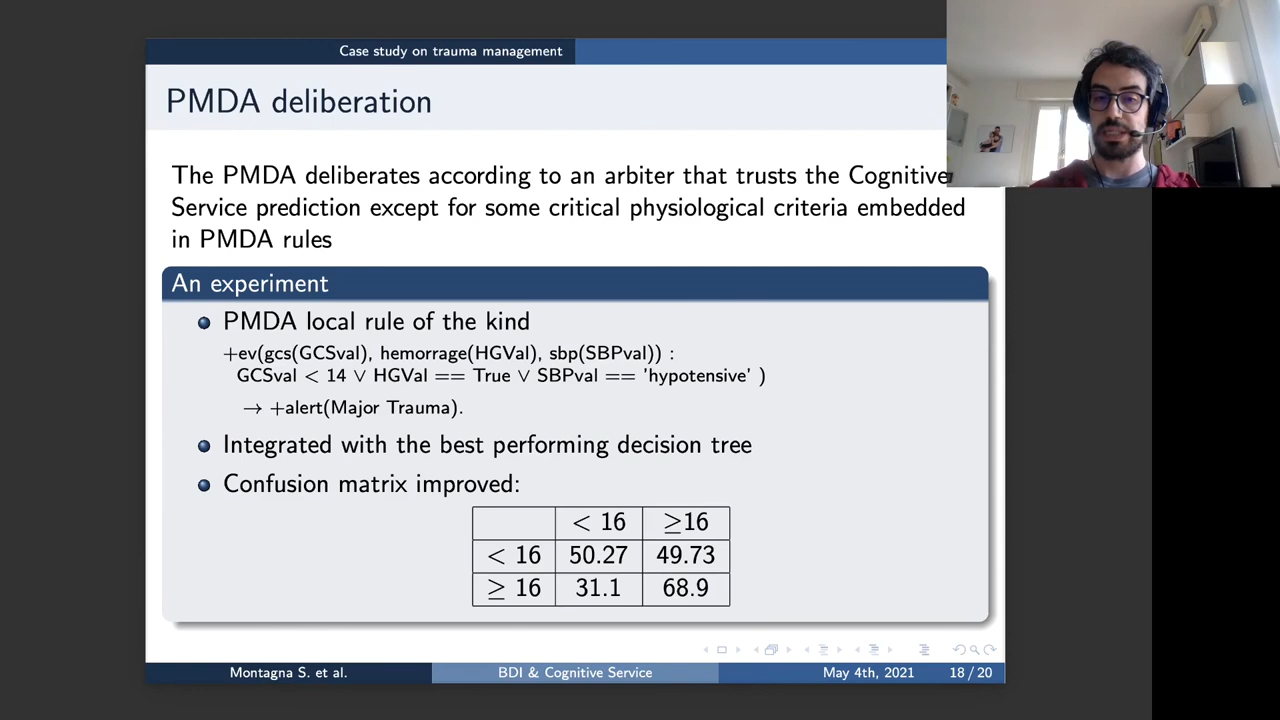 Case study on trauma management
PMDA deliberation
The PMDA deliberates according to an arbiter that trusts the Cognitive
Service prediction except for some critical physiological criteria embedded
in PMDA rules
An experiment
PMDA local rule of the kind
+ev(gcs(GCSval), hemorrage(HGVal), sbp(SBPval)) :
GCSval < 14 ∨ HGVal == True ∨ SBPval == 'hypotensive' )
→ +alert(Major Trauma).
Integrated with the best performing decision tree
Confusion matrix improved:
< 16 ≥16
< 16 50.27 49.73
≥ 16 31.1 68.9
Montagna S. et al. BDI & Cognitive Service May 4th, 2021 18 / 20